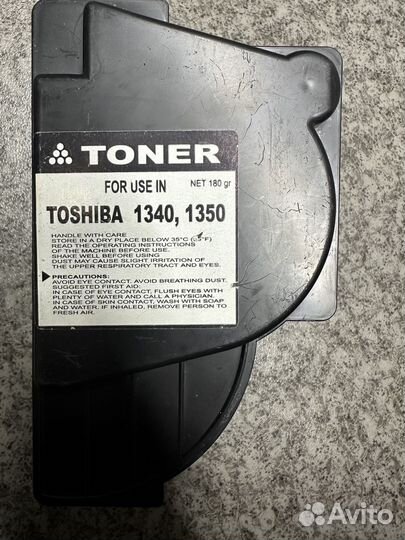 TONER
FOR USE IN NET 180 gr
TOSHIBA 1340, 1350
HANDLE WITH CARE
STORE IN A DRY PLACE BELOW 35°C ( 5°F)
READ THE OPERATING INSTRUCTIONS
OF THE MACHINE BEFORE USE.
SHAKE WELL BEFORE USING
DUST MAY CAUSE SLIGHT IRRITATION OF
THE UPPER RESPIRATORY TRACT AND EYES.
PRECAUTIONS:
AVOID EYE CONTACT. AVOID BREATHING DUST.
SUGGESTED FIRST AID:
IN CASE OF EYE CONTACT, FLUSH EYES WITH
PLENTY OF WATER AND CALL A PHYSICIAN.
IN CASE OF SKIN CONTACT, WASH WITH SOAP
AND WATER. IF INHALED, REMOVE PERSON TO
FRESH AIR.
Avito